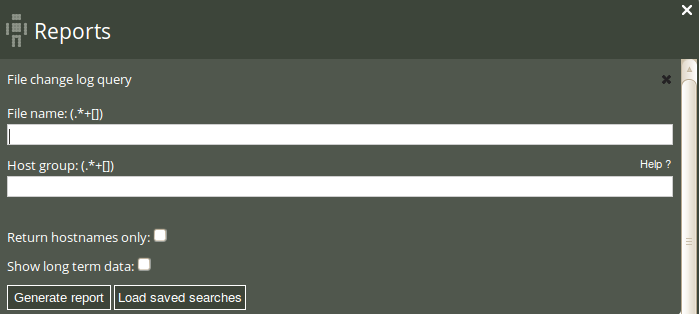 Reports
File change log query
File name: (.*+[])
Host group: (.*+[])
Help ?
Return hostnames only:
Show long term data:
Generate report
Load saved searches